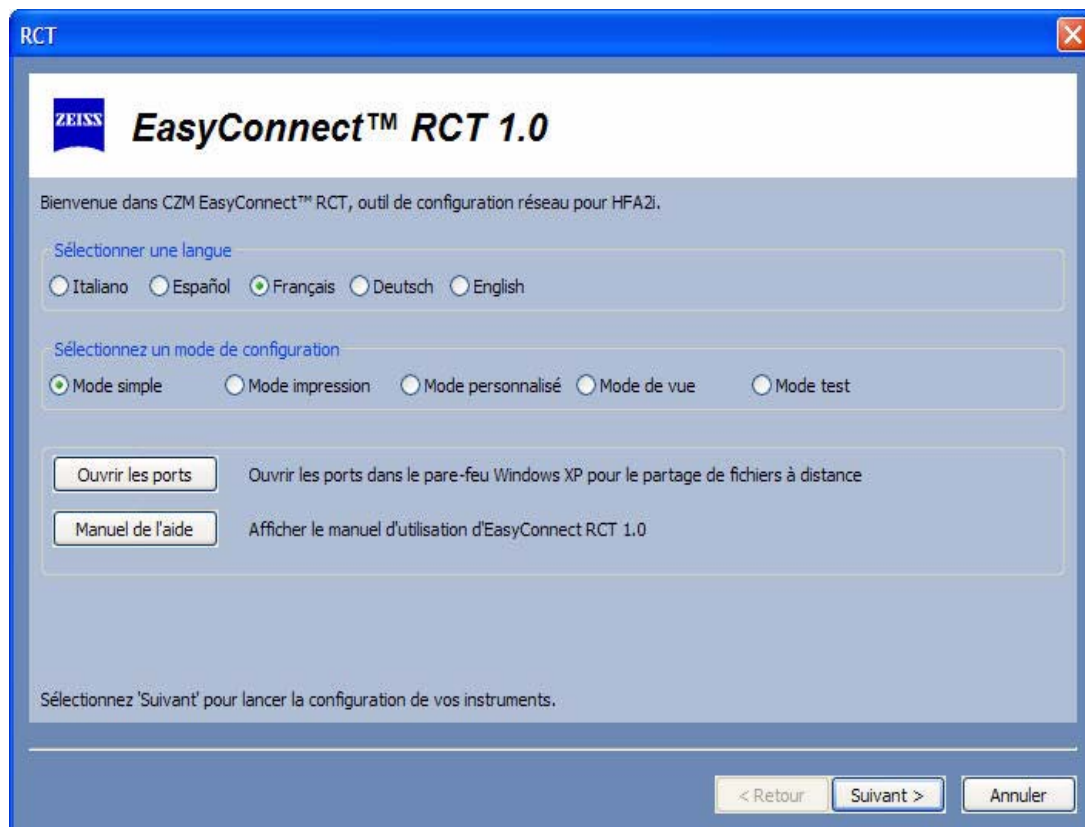 RCT
ZEISS
EasyConnect™ RCT 1.0
Bienvenue dans CZM EasyConnect™ RCT, outil de configuration réseau pour HFA2i.
Sélectionner une langue
Italiano Español Français Deutsch English
Sélectionnez un mode de configuration
Mode simple Mode impression Mode personnalisé Mode de vue Mode test
Ouvrir les ports Ouvrir les ports dans le pare-feu Windows XP pour le partage de fichiers à distance
Manuel de l'aide Afficher le manuel d'utilisation d'EasyConnect RCT 1.0
Sélectionnez 'Suivant' pour lancer la configuration de vos instruments.
< Retour Suivant > Annuler